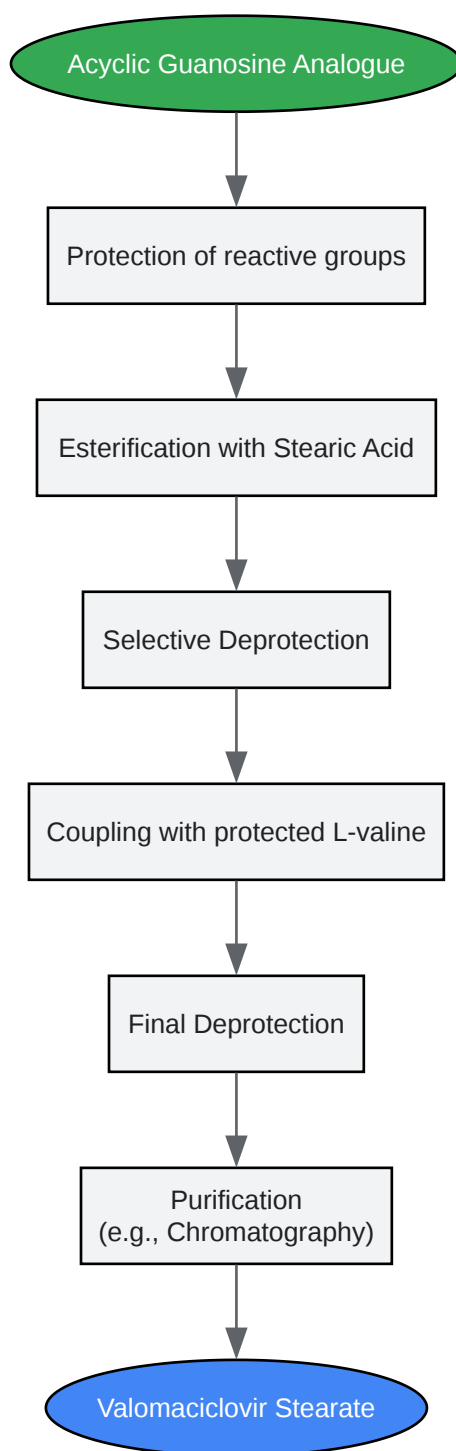 Acyclic Guanosine Analogue
Protection of reactive groups
Esterification with Stearic Acid
Selective Deprotection
Coupling with protected L-valine
Final Deprotection
Purification
(e.g., Chromatography)
Valomaciclovir Stearate